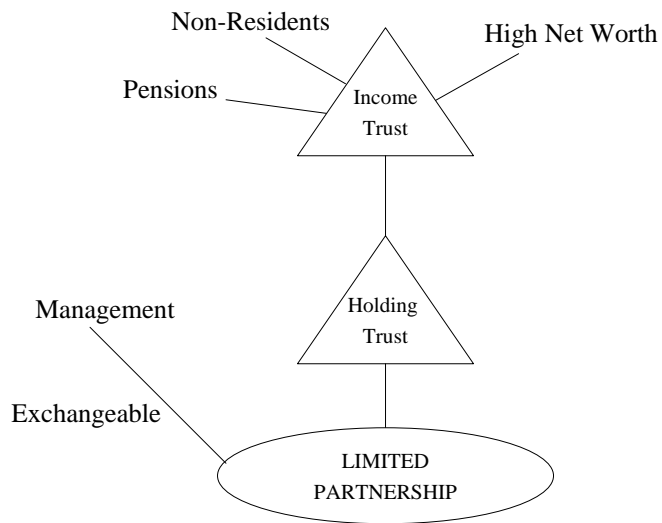 Non-Residents
High Net Worth
Pensions
Income
Trust
Management
Holding
Trust
Exchangeable
LIMITED
PARTNERSHIP